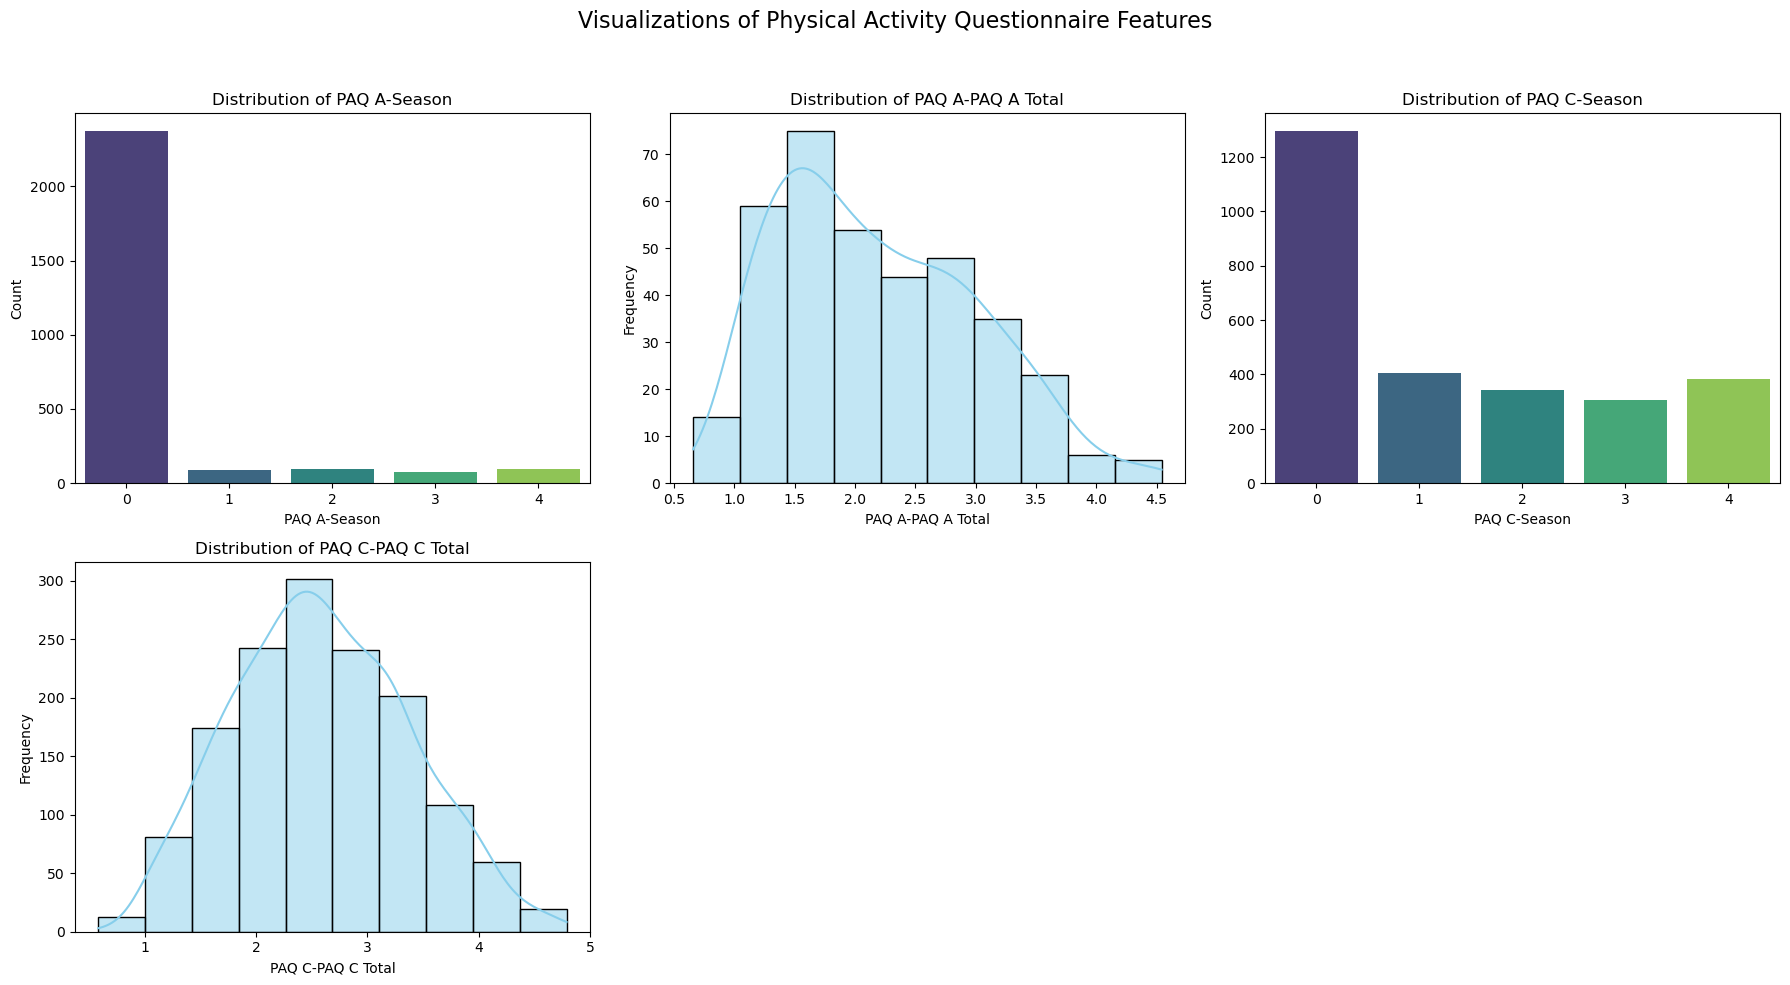 Visualizations of Physical Activity Questionnaire Features
Distribution of PAQ A-Season
Count
2000
1500
1000
500
0
0 1 2 3 4
PAQ A-Season
Distribution of PAQ A-PAQ A Total
Frequency
70
60
50
40
30
20
10
0
0.5 1.0 1.5 2.0 2.5 3.0 3.5 4.0 4.5
PAQ A-PAQ A Total
Distribution of PAQ C-Season
Count
1200
1000
800
600
400
200
0
0 1 2 3 4
PAQ C-Season
Distribution of PAQ C-PAQ C Total
Frequency
300
250
200
150
100
50
0
1 2 3 4 5
PAQ C-PAQ C Total